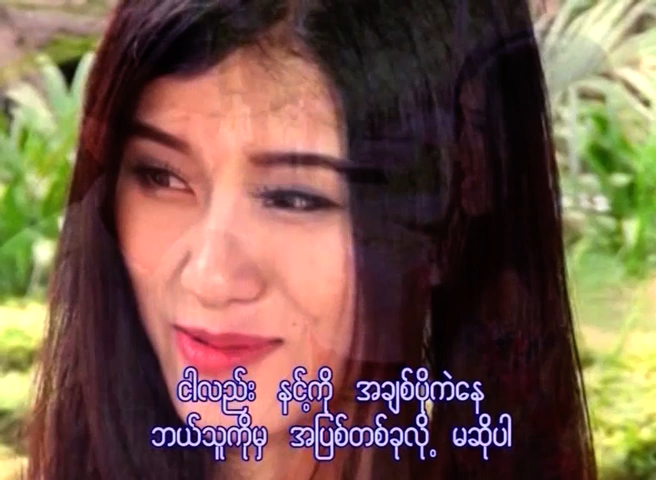 ငါလည်း နင့်ကို အချစ်ပိုကဲနေ
ဘယ်သူကိုမှ အပြစ်တစ်ခုလို့ မဆိုပါ